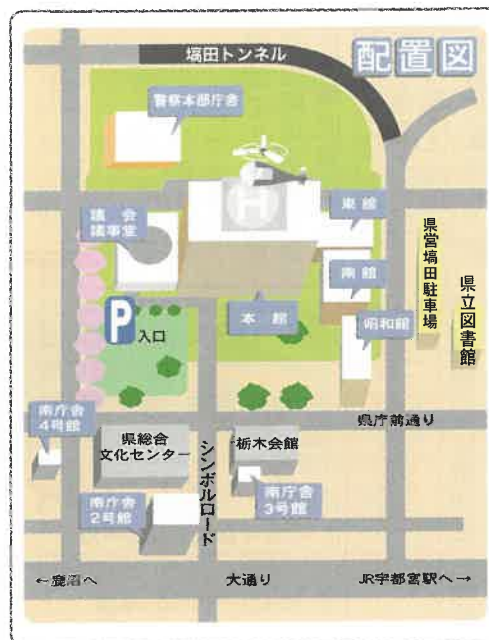 配置図
塙田トンネル
警察本部庁舎
議会
議事堂
H
東館
南館
本館
昭和館
県営塙田駐車場
県立図書館
P
入口
南庁舎
4号館
県総合
文化センター
シンボルロード
栃木会館
県庁前通り
南庁舎
3号館
南庁舎
2号館
←鹿沼へ
大通り
JR宇都宮駅へ→